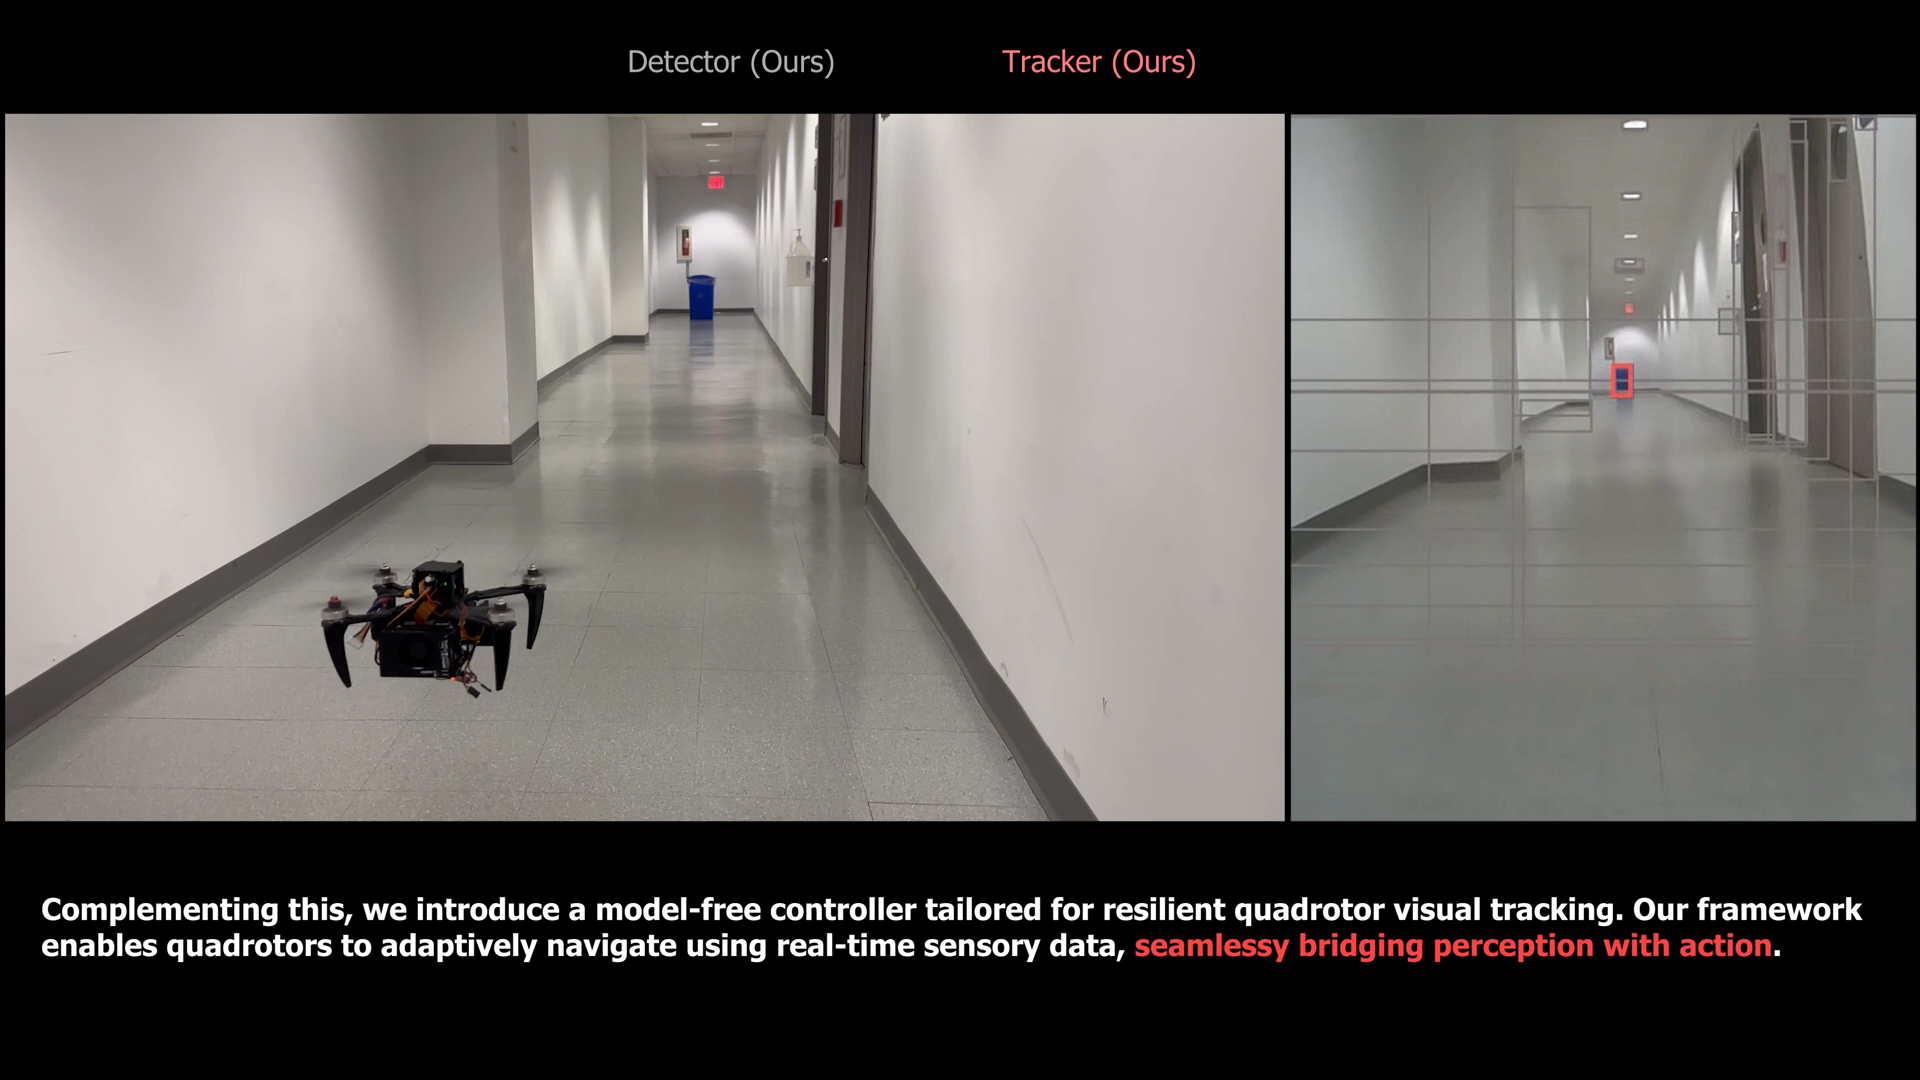 Detector (Ours)
Tracker (Ours)
Complementing this, we introduce a model-free controller tailored for resilient quadrotor visual tracking. Our framework
enables quadrotors to adaptively navigate using real-time sensory data, seamlessy bridging perception with action.